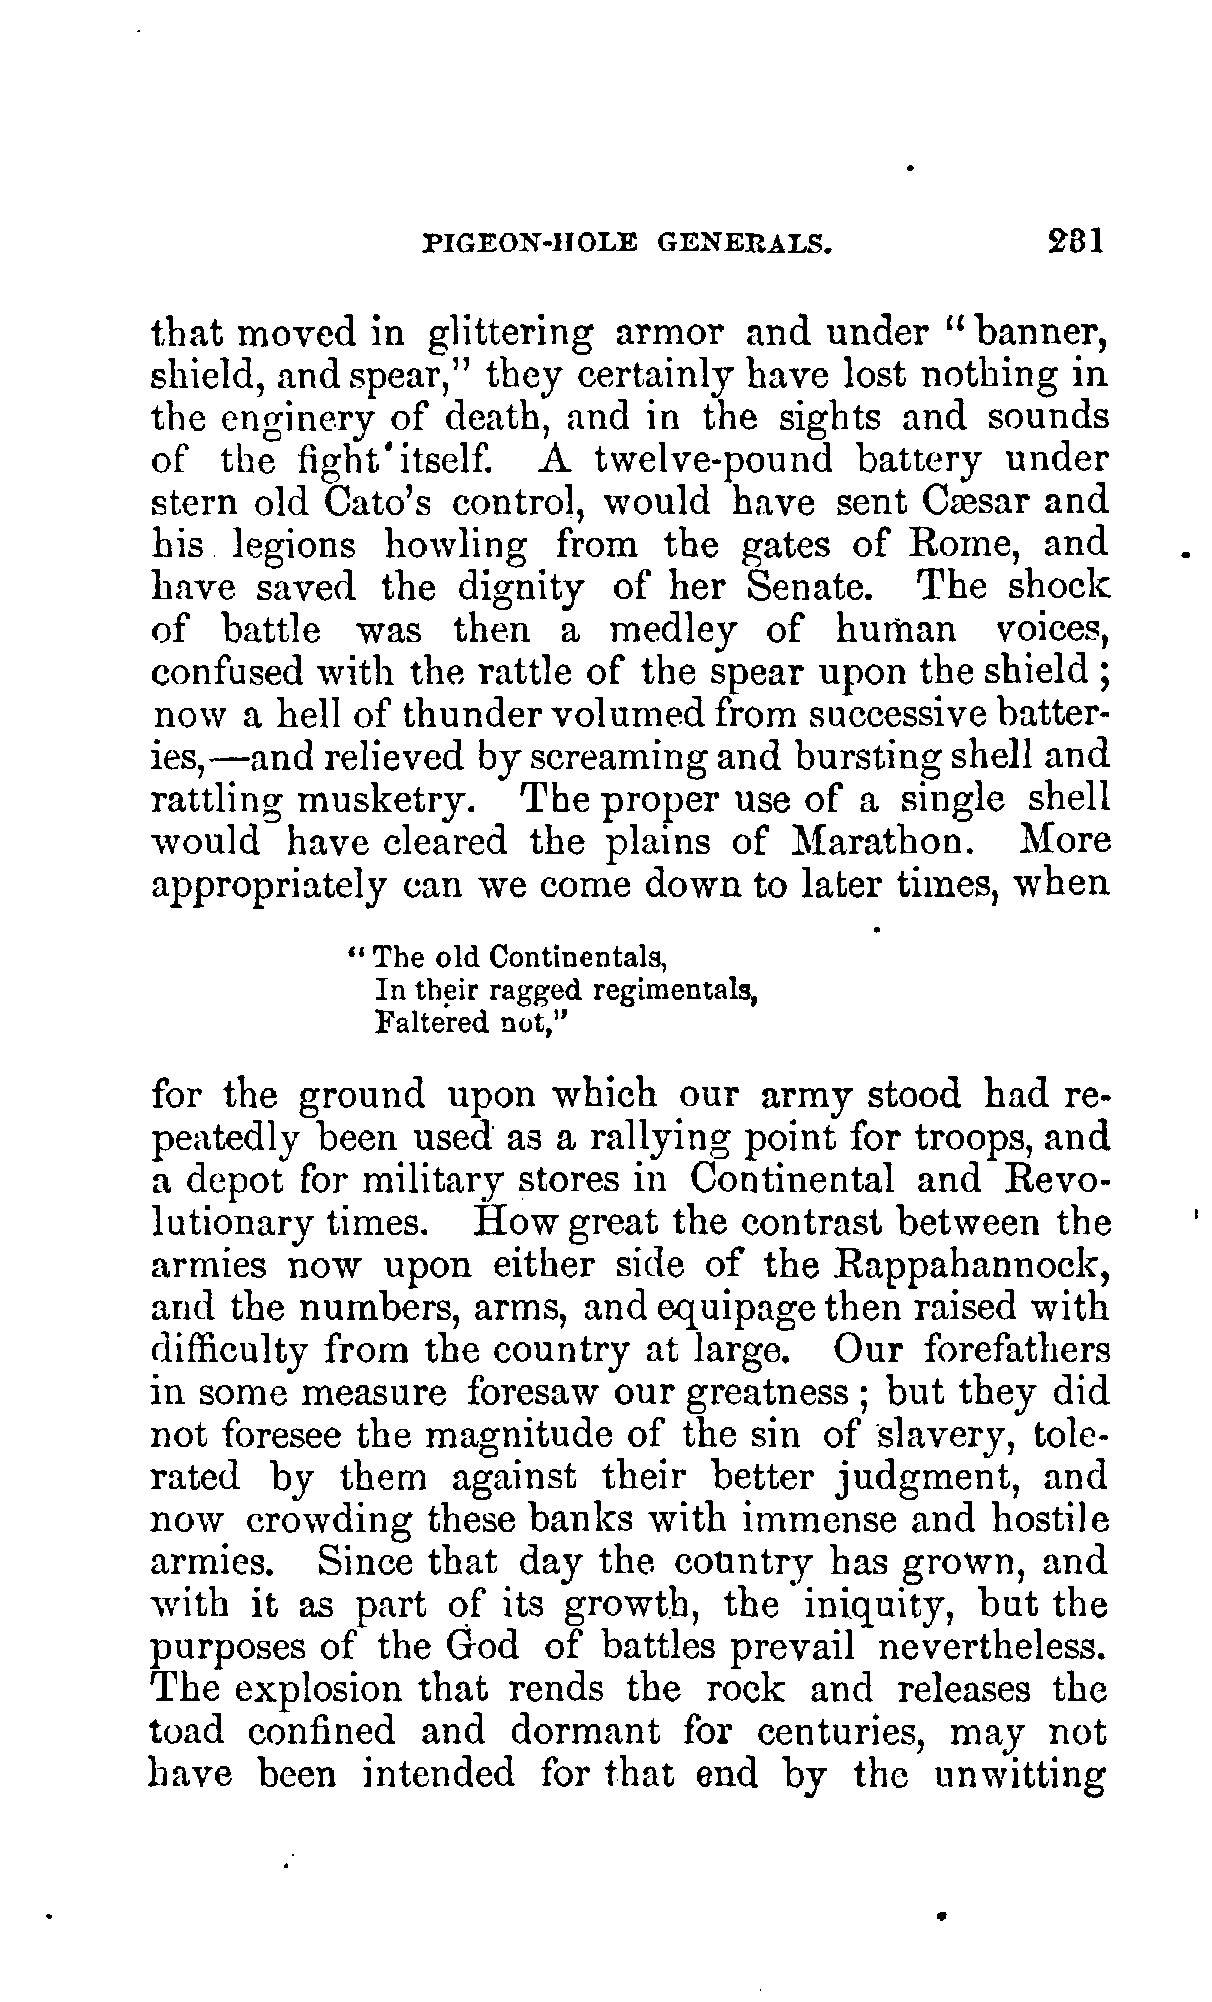 PIGEON-HOLE GENERALS. 231
that moved in glittering armor and under "banner,
shield, and spear," they certainly have lost nothing in
the enginery of death, and in the sights and sounds
of the fight itself. A twelve-pound battery under
stern old Cato's control, would have sent Cæsar and
his legions howling from the gates of Rome, and
have saved the dignity of her Senate. The shock
of battle was then a medley of human voices,
confused with the rattle of the spear upon the shield;
now a hell of thunder volumed from successive batter-
ies,—and relieved by screaming and bursting shell and
rattling musketry. The proper use of a single shell
would have cleared the plains of Marathon. More
appropriately can we come down to later times, when
"The old Continentals,
In their ragged regimentals,
Faltered not,"
for the ground upon which our army stood had re-
peatedly been used as a rallying point for troops, and
a depot for military stores in Continental and Revo-
lutionary times. How great the contrast between the
armies now upon either side of the Rappahannock,
and the numbers, arms, and equipage then raised with
difficulty from the country at large. Our forefathers
in some measure foresaw our greatness; but they did
not foresee the magnitude of the sin of slavery, tole-
rated by them against their better judgment, and
now crowding these banks with immense and hostile
armies. Since that day the country has grown, and
with it as part of its growth, the iniquity, but the
purposes of the God of battles prevail nevertheless.
The explosion that rends the rock and releases the
toad confined and dormant for centuries, may not
have been intended for that end by the unwitting